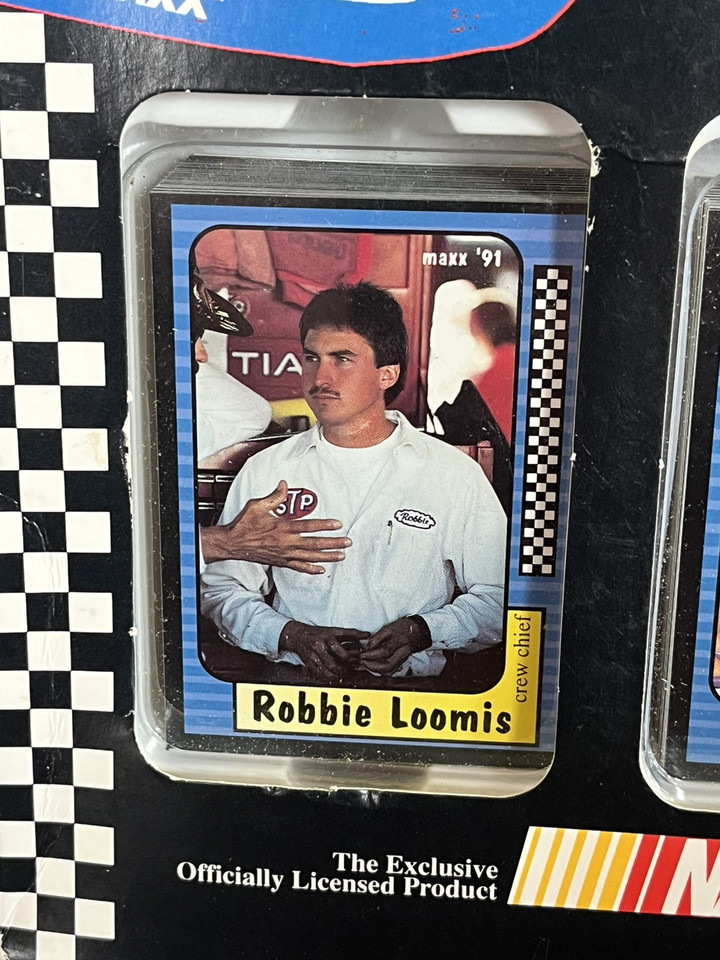 maxx '91
TIA
STP
Robbie
crew chief
Robbie Loomis
The Exclusive
Officially Licensed Product